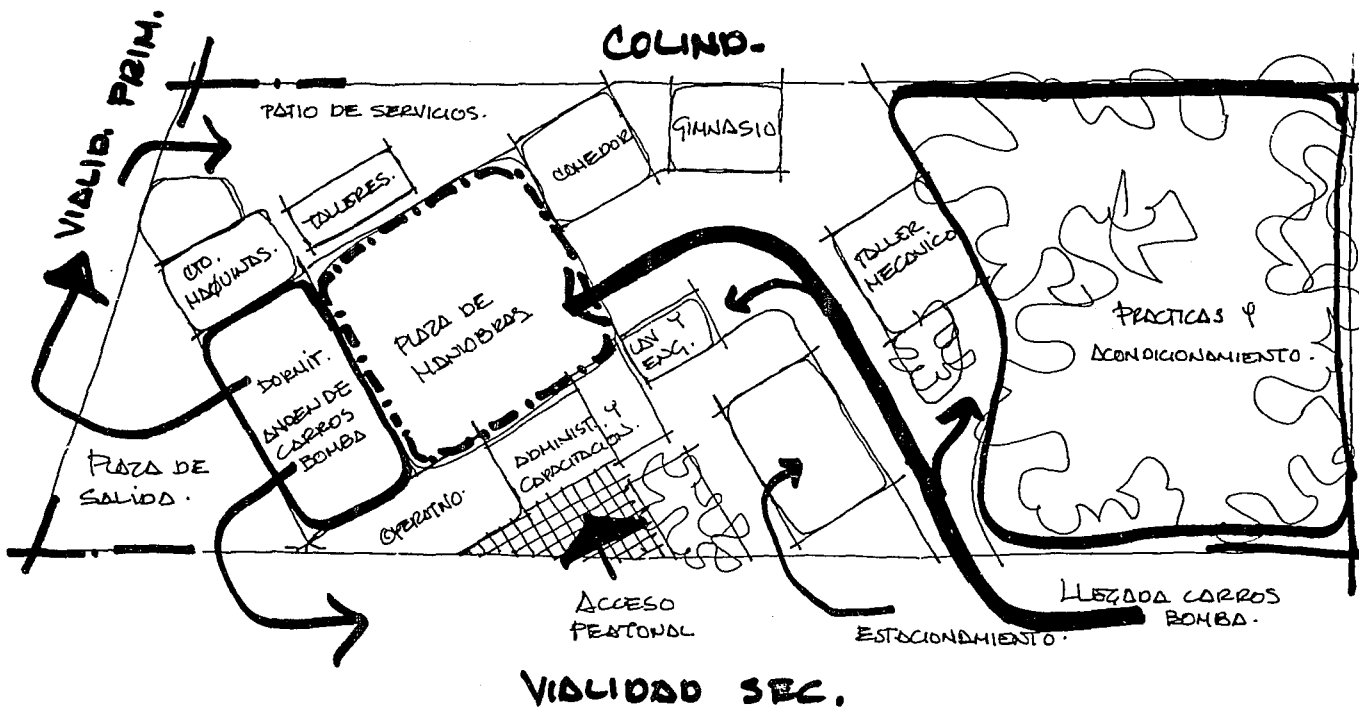 COLIND.
VIALID. PRIM.
PATIO DE SERVICIOS.
GIMNASIO
COMEDOR
TALLERES.
CTO.
MAQUINAS.
TALLER
MECANICO
PLAZA DE
MANIOBRAS
PRACTICAS Y
ACONDICIONAMIENTO.
LAV Y
ENG.
DORMIT.
ANDEN DE
CARROS
BOMBA
ADMINIST. Y
CAPACITACION.
PLAZA DE
SALIDA.
OPERATIVO.
ACCESO
PEATONAL
ESTACIONAMIENTO.
LLEGADA CARROS
BOMBA.
VIALIDAD SEC.